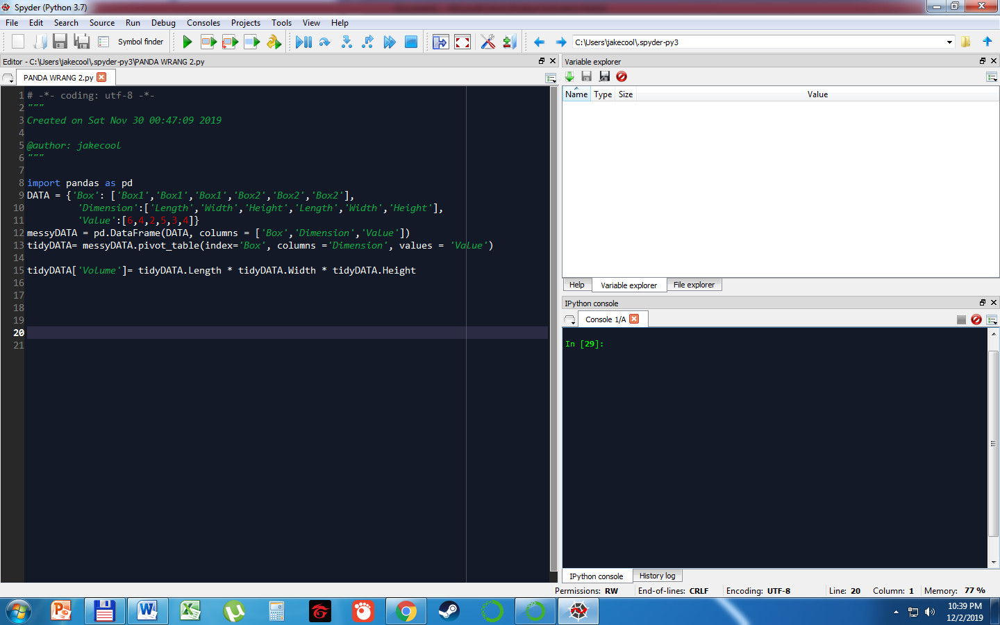 Spyder (Python 3.7)
File Edit Search Source Run Debug Consoles Projects Tools View Help
Symbol finder
C:\Users\jakecool\.spyder-py3
Editor - C:\Users\jakecool\.spyder-py3\PANDA WRANG 2.py
PANDA WRANG 2.py
1 # -*- coding: utf-8 -*-
2 """
3 Created on Sat Nov 30 00:47:09 2019
4
5 @author: jakecool
6 """
7
8 import pandas as pd
9 DATA = {'Box': ['Box1','Box1','Box1','Box2','Box2','Box2'],
10 'Dimension':['Length','Width','Height','Length','Width','Height'],
11 'Value':[6,4,2,5,3,4]}
12 messyDATA = pd.DataFrame(DATA, columns = ['Box','Dimension','Value'])
13 tidyDATA= messyDATA.pivot_table(index='Box', columns ='Dimension', values = 'Value')
14
15 tidyDATA['Volume']= tidyDATA.Length * tidyDATA.Width * tidyDATA.Height
16
17
18
19
20
21
Variable explorer
Name Type Size Value
Help Variable explorer File explorer
IPython console
Console 1/A
In [29]:
IPython console History log
Permissions: RW End-of-lines: CRLF Encoding: UTF-8 Line: 20 Column: 1 Memory: 77 %
10:39 PM
12/2/2019